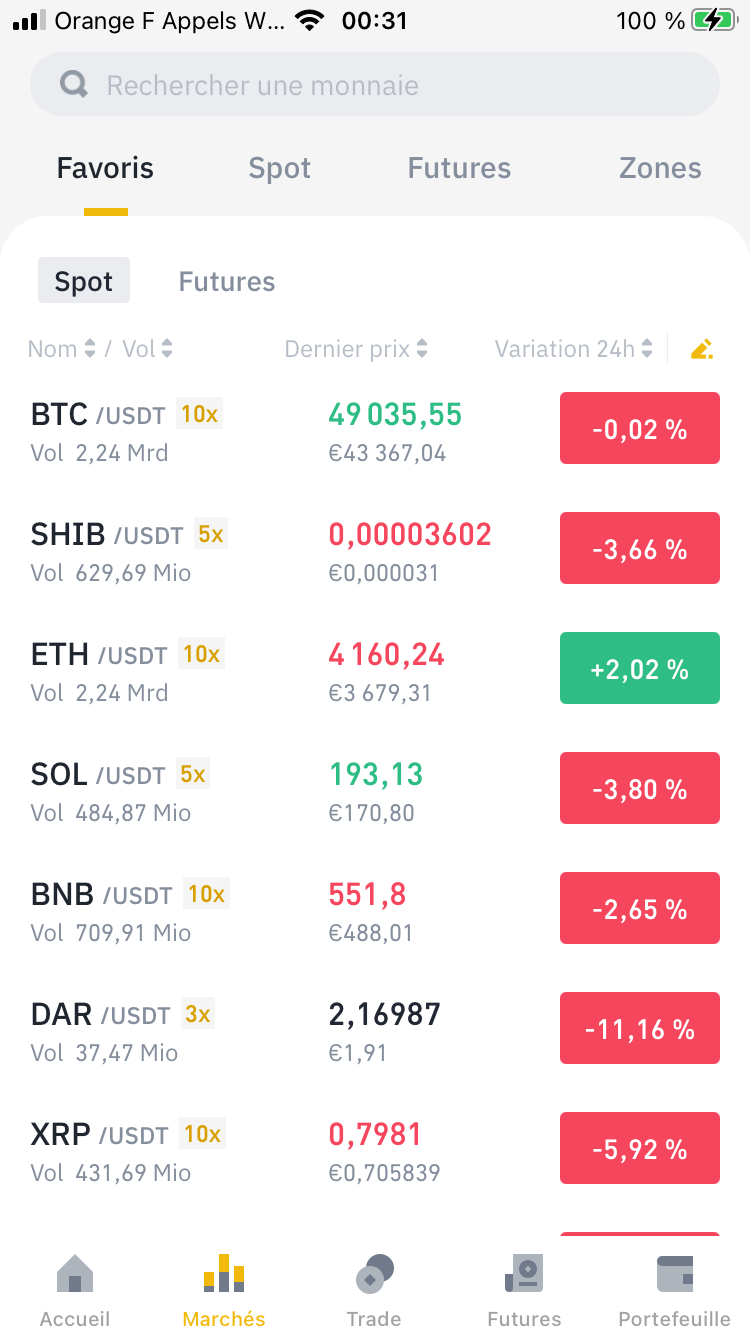 Orange F Appels W... 00:31 100 %
Rechercher une monnaie
Favoris Spot Futures Zones
Spot Futures
Nom / Vol Dernier prix Variation 24h
BTC /USDT 10x 49 035,55 -0,02 %
Vol 2,24 Mrd €43 367,04
SHIB /USDT 5x 0,00003602 -3,66 %
Vol 629,69 Mio €0,000031
ETH /USDT 10x 4 160,24 +2,02 %
Vol 2,24 Mrd €3 679,31
SOL /USDT 5x 193,13 -3,80 %
Vol 484,87 Mio €170,80
BNB /USDT 10x 551,8 -2,65 %
Vol 709,91 Mio €488,01
DAR /USDT 3x 2,16987 -11,16 %
Vol 37,47 Mio €1,91
XRP /USDT 10x 0,7981 -5,92 %
Vol 431,69 Mio €0,705839
Accueil Marchés Trade Futures Portefeuille